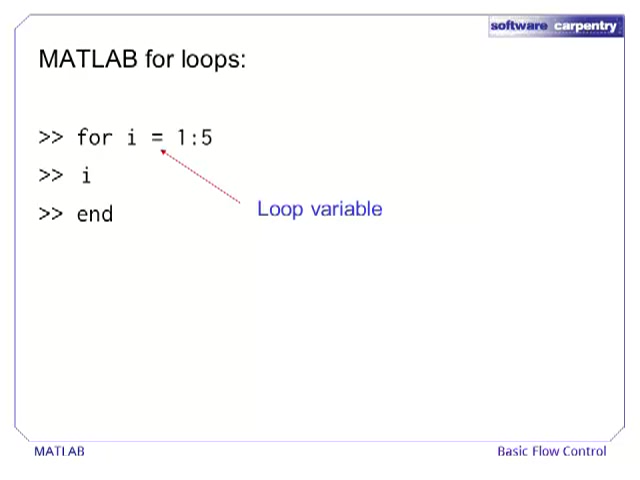 software carpentry
MATLAB for loops:
>> for i = 1:5
>> i
>> end
Loop variable
MATLAB
Basic Flow Control